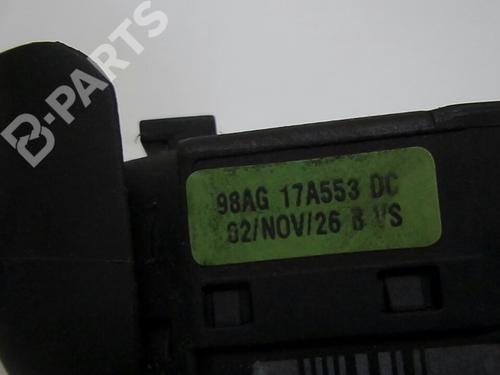 B-PARTS
98AG 17A553 DC
02/NOV/26 B VS